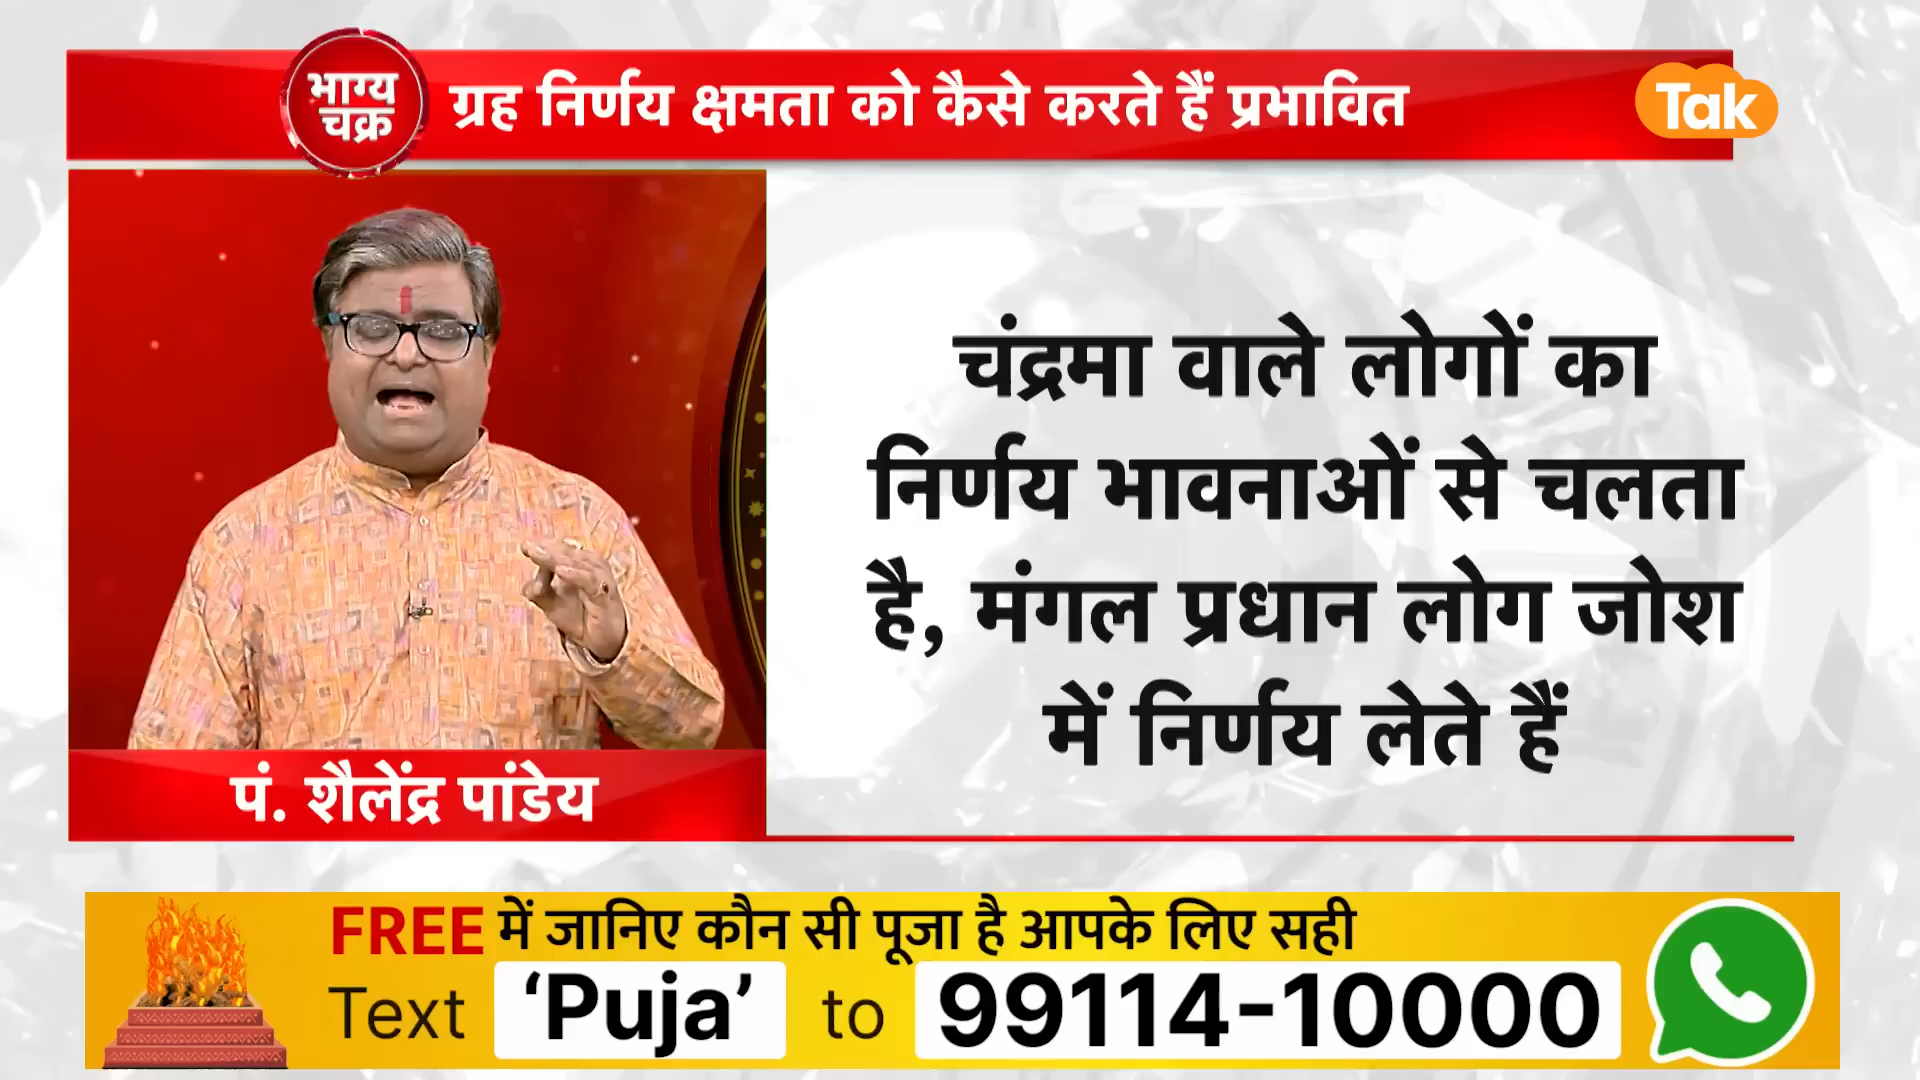 भाग्य
चक्र
ग्रह निर्णय क्षमता को कैसे करते हैं प्रभावित
Tak
चंद्रमा वाले लोगों का
निर्णय भावनाओं से चलता
है, मंगल प्रधान लोग जोश
में निर्णय लेते हैं
पं. शैलेंद्र पांडेय
FREE में जानिए कौन सी पूजा है आपके लिए सही
Text ‘Puja’ to 99114-10000